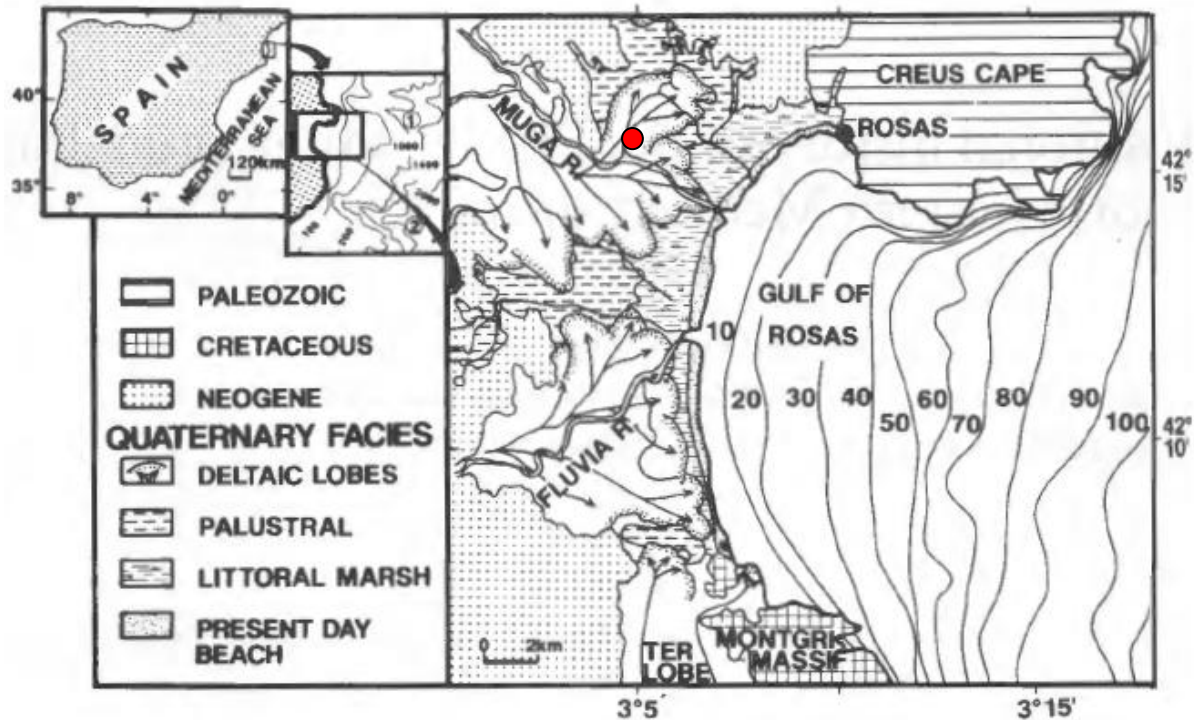 SPAIN
MEDITERRANEAN
SEA
40°
35°
8°
4°
0°
120km
①
1000
②
100
200
PALEOZOIC
CRETACEOUS
NEOGENE
QUATERNARY FACIES
DELTAIC LOBES
PALUSTRAL
LITTORAL MARSH
PRESENT DAY
BEACH
MUGA R.
CREUS CAPE
ROSAS
42°
15'
GULF OF
ROSAS
10
20
30
40
50
60
70
80
90
100
42°
10'
FLUVIA R.
0 2km
TER
LOBE
MONTGRI
MASSIF
3°5'
3°15'